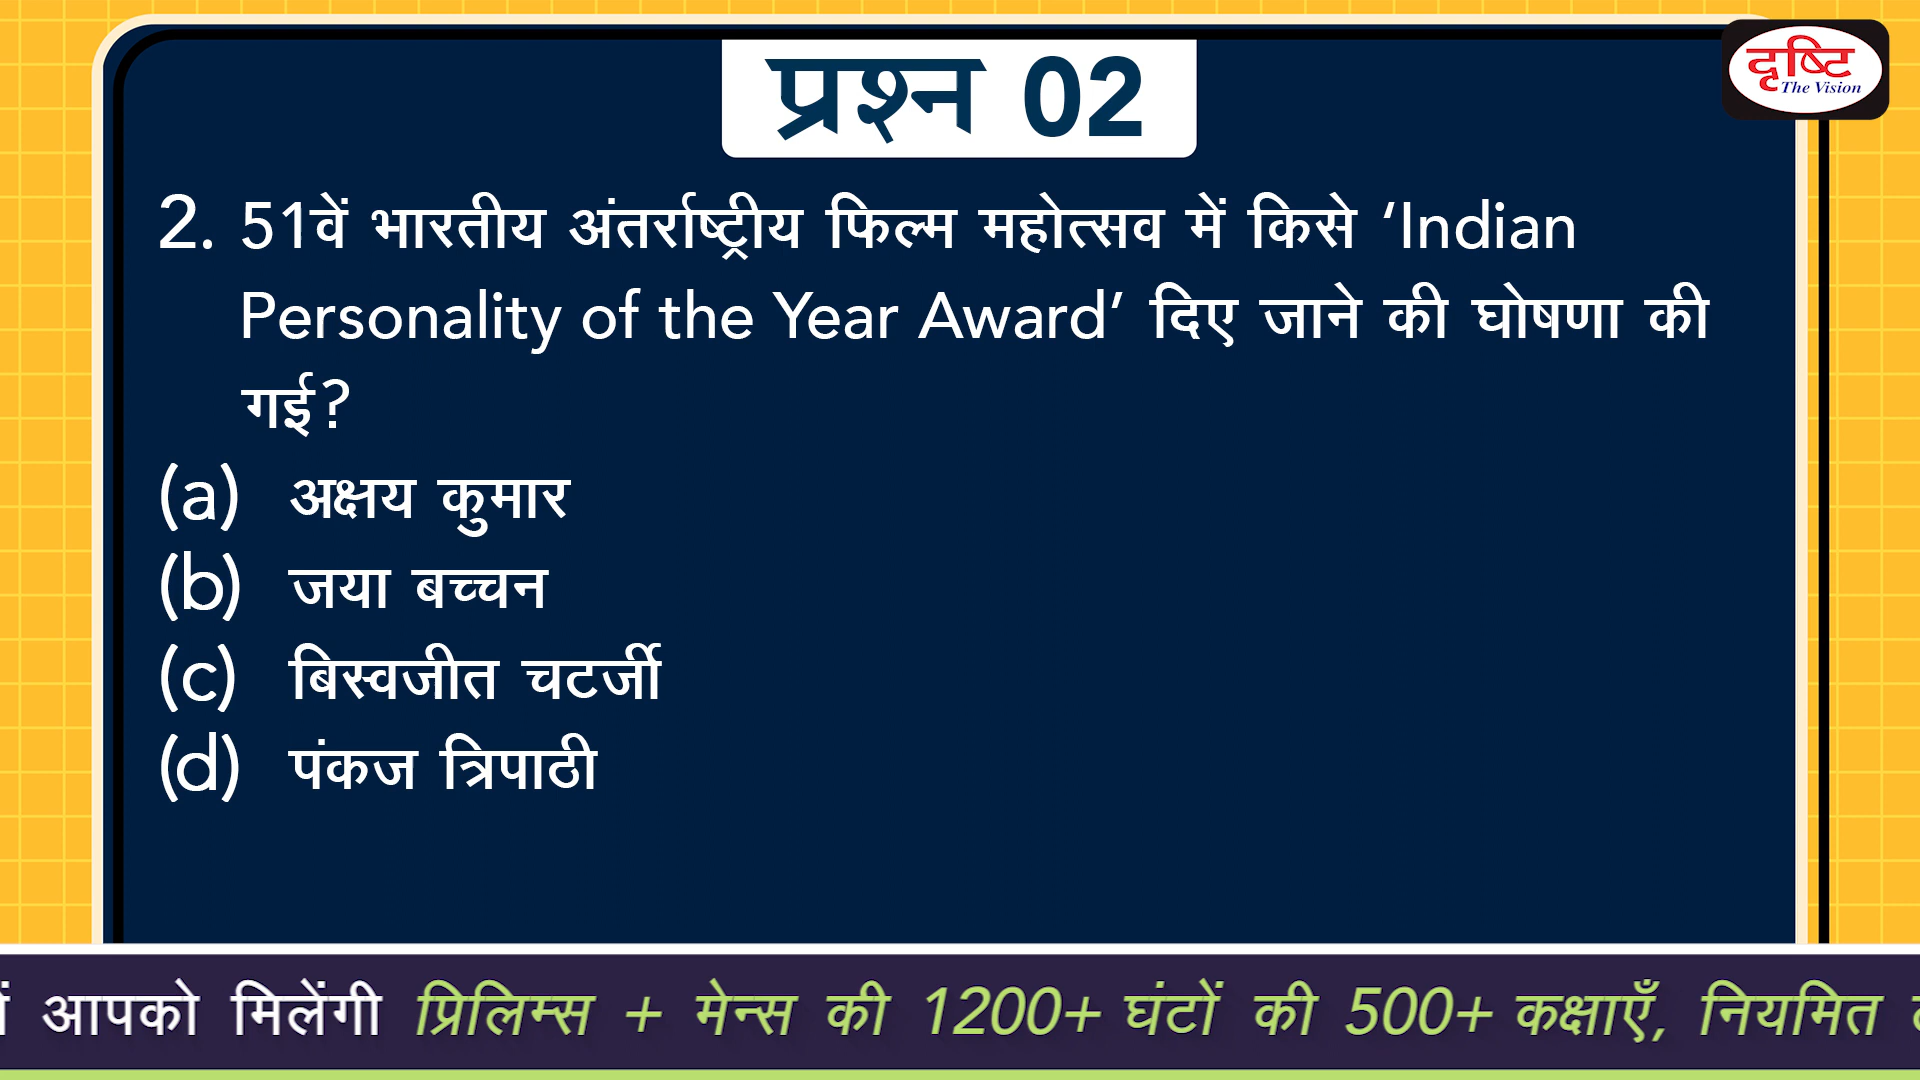 प्रश्न 02
दृष्टि
The Vision
2. 51वें भारतीय अंतर्राष्ट्रीय फिल्म महोत्सव में किसे ‘Indian
Personality of the Year Award’ दिए जाने की घोषणा की
गई?
(a) अक्षय कुमार
(b) जया बच्चन
(c) बिस्वजीत चटर्जी
(d) पंकज त्रिपाठी
आपको मिलेंगी प्रिलिम्स + मेन्स की 1200+ घंटों की 500+ कक्षाएँ, नियमित